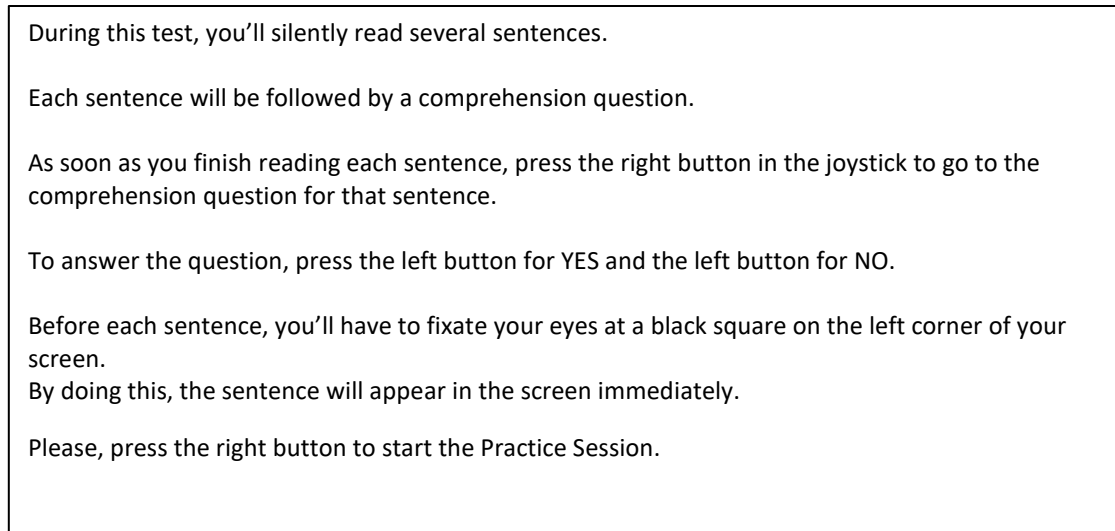 During this test, you’ll silently read several sentences.
Each sentence will be followed by a comprehension question.
As soon as you finish reading each sentence, press the right button in the joystick to go to the
comprehension question for that sentence.
To answer the question, press the left button for YES and the left button for NO.
Before each sentence, you’ll have to fixate your eyes at a black square on the left corner of your
screen.
By doing this, the sentence will appear in the screen immediately.
Please, press the right button to start the Practice Session.